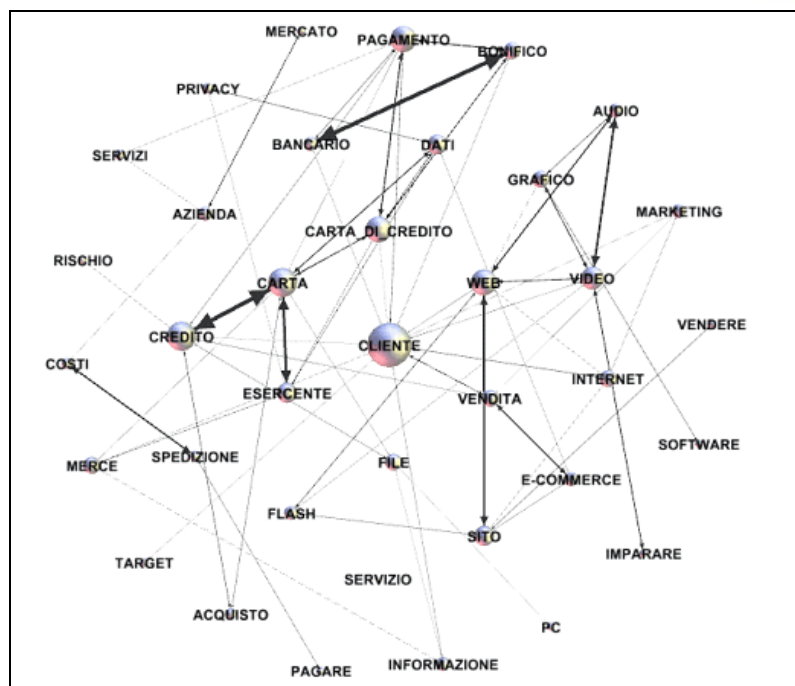 MERCATO
PAGAMENTO
BONIFICO
PRIVACY
AUDIO
BANCARIO
DATI
SERVIZI
GRAFICO
AZIENDA
MARKETING
CARTA_DI_CREDITO
RISCHIO
CARTA
WEB
VIDEO
CREDITO
CLIENTE
VENDERE
COSTI
INTERNET
ESERCENTE
VENDITA
SOFTWARE
MERCE
SPEDIZIONE
FILE
E-COMMERCE
FLASH
SITO
TARGET
IMPARARE
SERVIZIO
ACQUISTO
PC
PAGARE
INFORMAZIONE